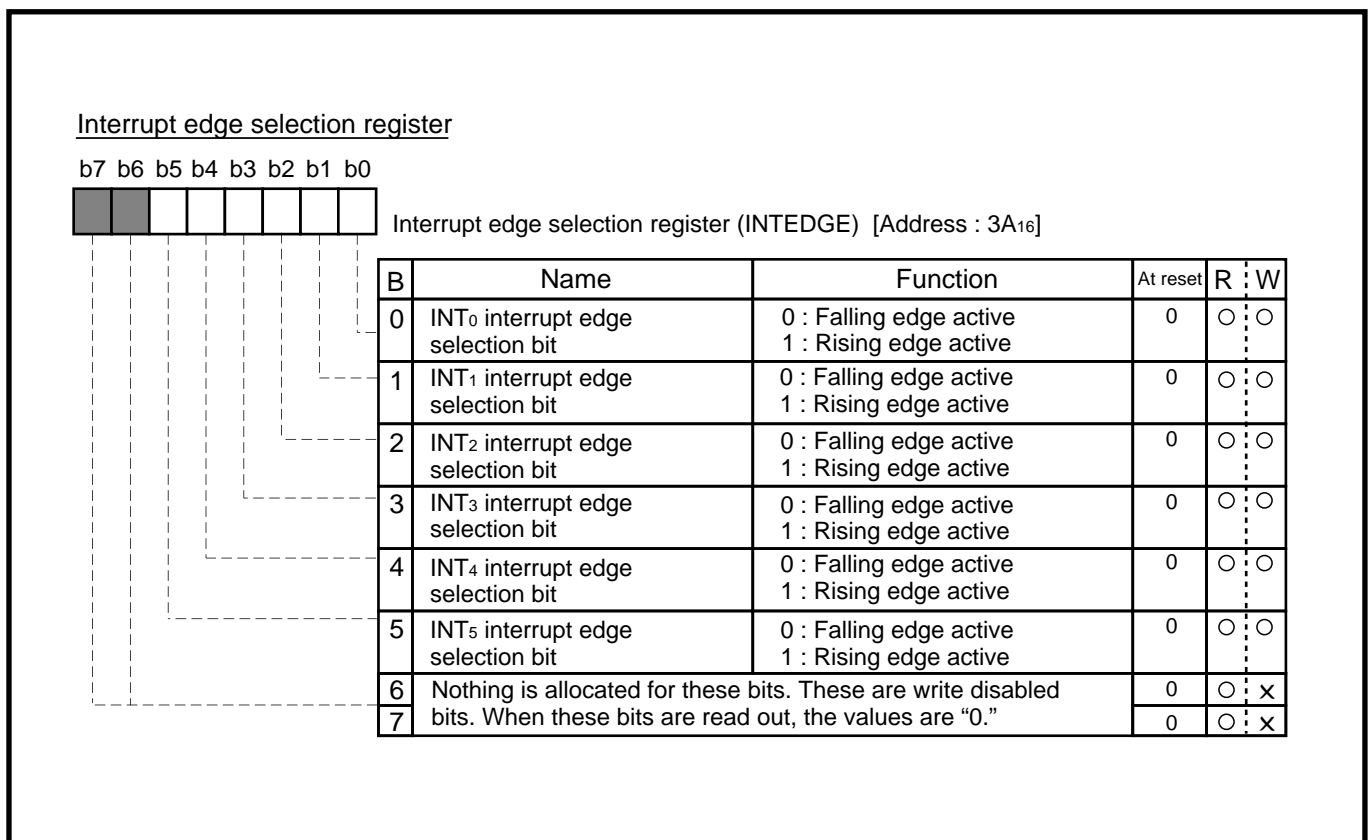 Interrupt edge selection register
b7 b6 b5 b4 b3 b2 b1 b0
Interrupt edge selection register (INTEDGE) [Address : 3A16]
B Name Function At reset R W
0 INT0 interrupt edge 0 : Falling edge active 0 ○ ○
selection bit 1 : Rising edge active
1 INT1 interrupt edge 0 : Falling edge active 0 ○ ○
selection bit 1 : Rising edge active
2 INT2 interrupt edge 0 : Falling edge active 0 ○ ○
selection bit 1 : Rising edge active
3 INT3 interrupt edge 0 : Falling edge active 0 ○ ○
selection bit 1 : Rising edge active
4 INT4 interrupt edge 0 : Falling edge active 0 ○ ○
selection bit 1 : Rising edge active
5 INT5 interrupt edge 0 : Falling edge active 0 ○ ○
selection bit 1 : Rising edge active
6 Nothing is allocated for these bits. These are write disabled 0 ○ ×
7 bits. When these bits are read out, the values are “0.” 0 ○ ×